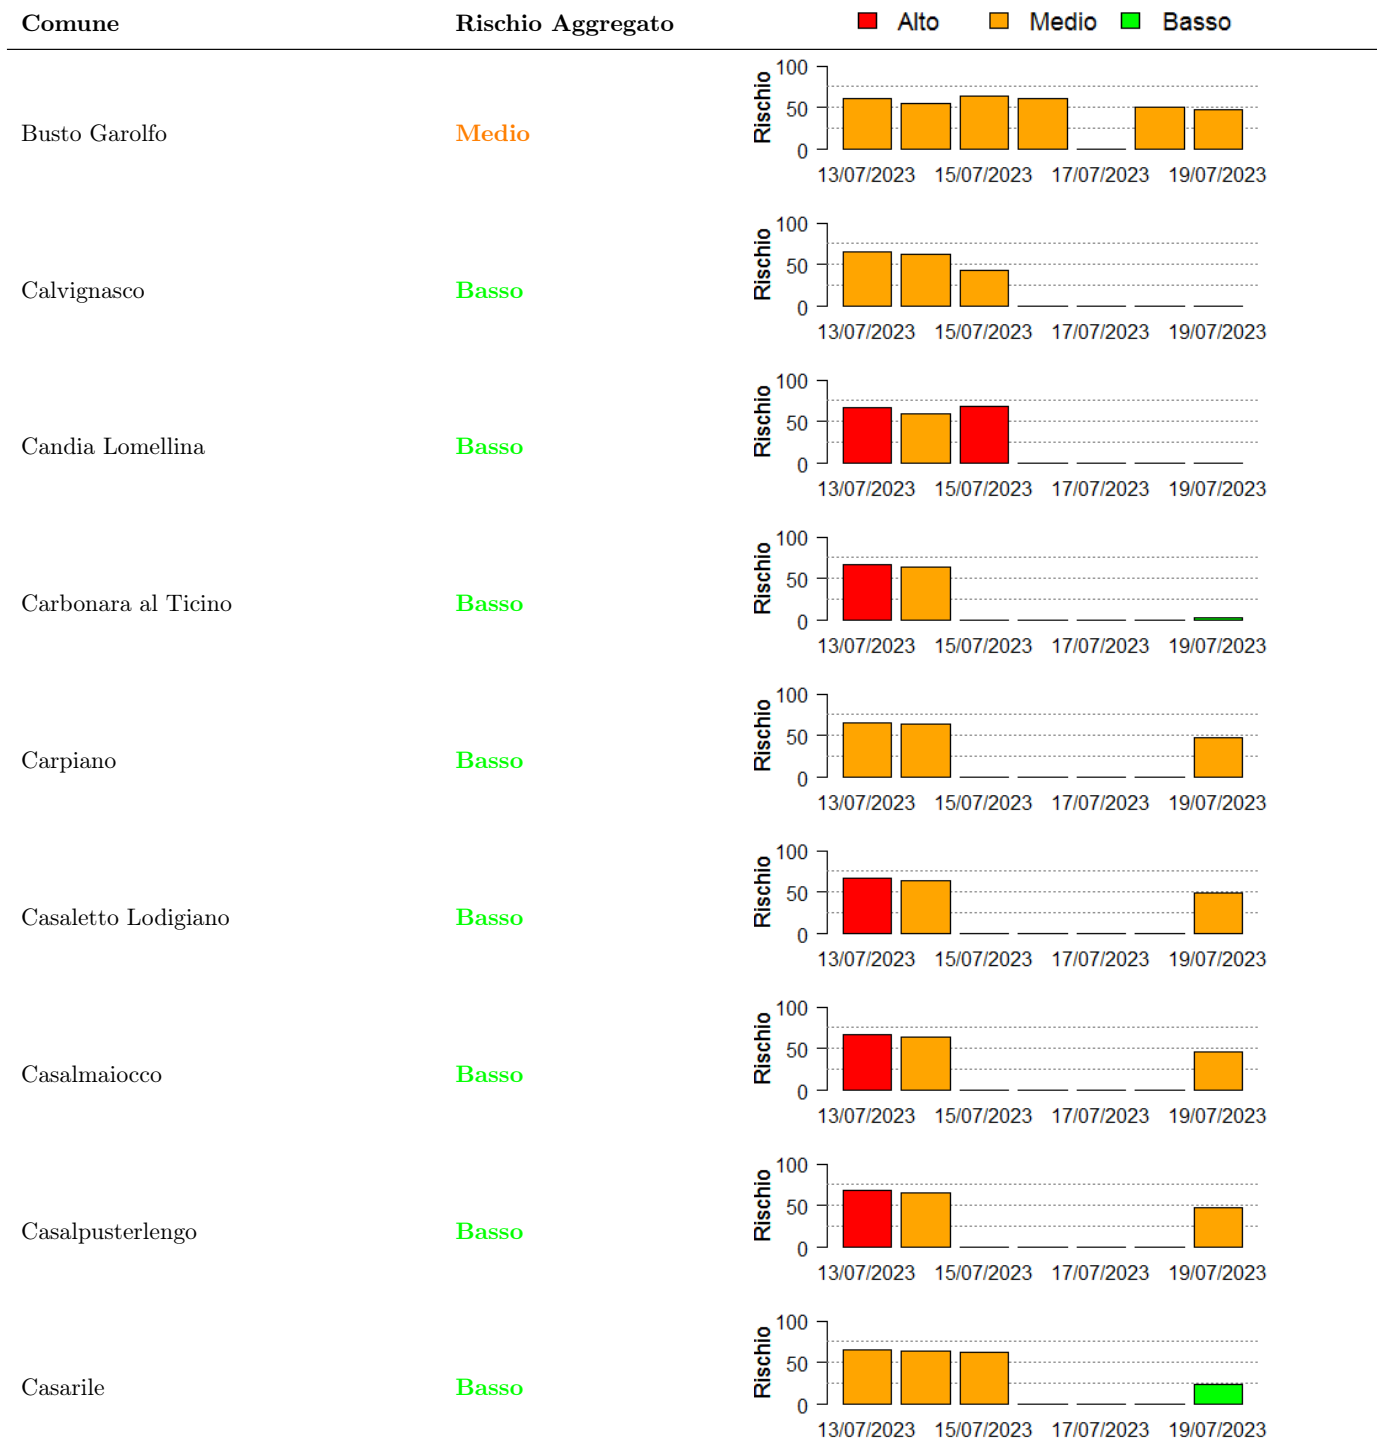 Comune Rischio Aggregato Alto Medio Basso
100
50
0
Rischio
Busto Garolfo Medio
13/07/2023 15/07/2023 17/07/2023 19/07/2023
100
50
0
Rischio
Calvignasco Basso
13/07/2023 15/07/2023 17/07/2023 19/07/2023
100
50
0
Rischio
Candia Lomellina Basso
13/07/2023 15/07/2023 17/07/2023 19/07/2023
100
50
0
Rischio
Carbonara al Ticino Basso
13/07/2023 15/07/2023 17/07/2023 19/07/2023
100
50
0
Rischio
Carpiano Basso
13/07/2023 15/07/2023 17/07/2023 19/07/2023
100
50
0
Rischio
Casaletto Lodigiano Basso
13/07/2023 15/07/2023 17/07/2023 19/07/2023
100
50
0
Rischio
Casalmaiocco Basso
13/07/2023 15/07/2023 17/07/2023 19/07/2023
100
50
0
Rischio
Casalpusterlengo Basso
13/07/2023 15/07/2023 17/07/2023 19/07/2023
100
50
0
Rischio
Casarile Basso
13/07/2023 15/07/2023 17/07/2023 19/07/2023